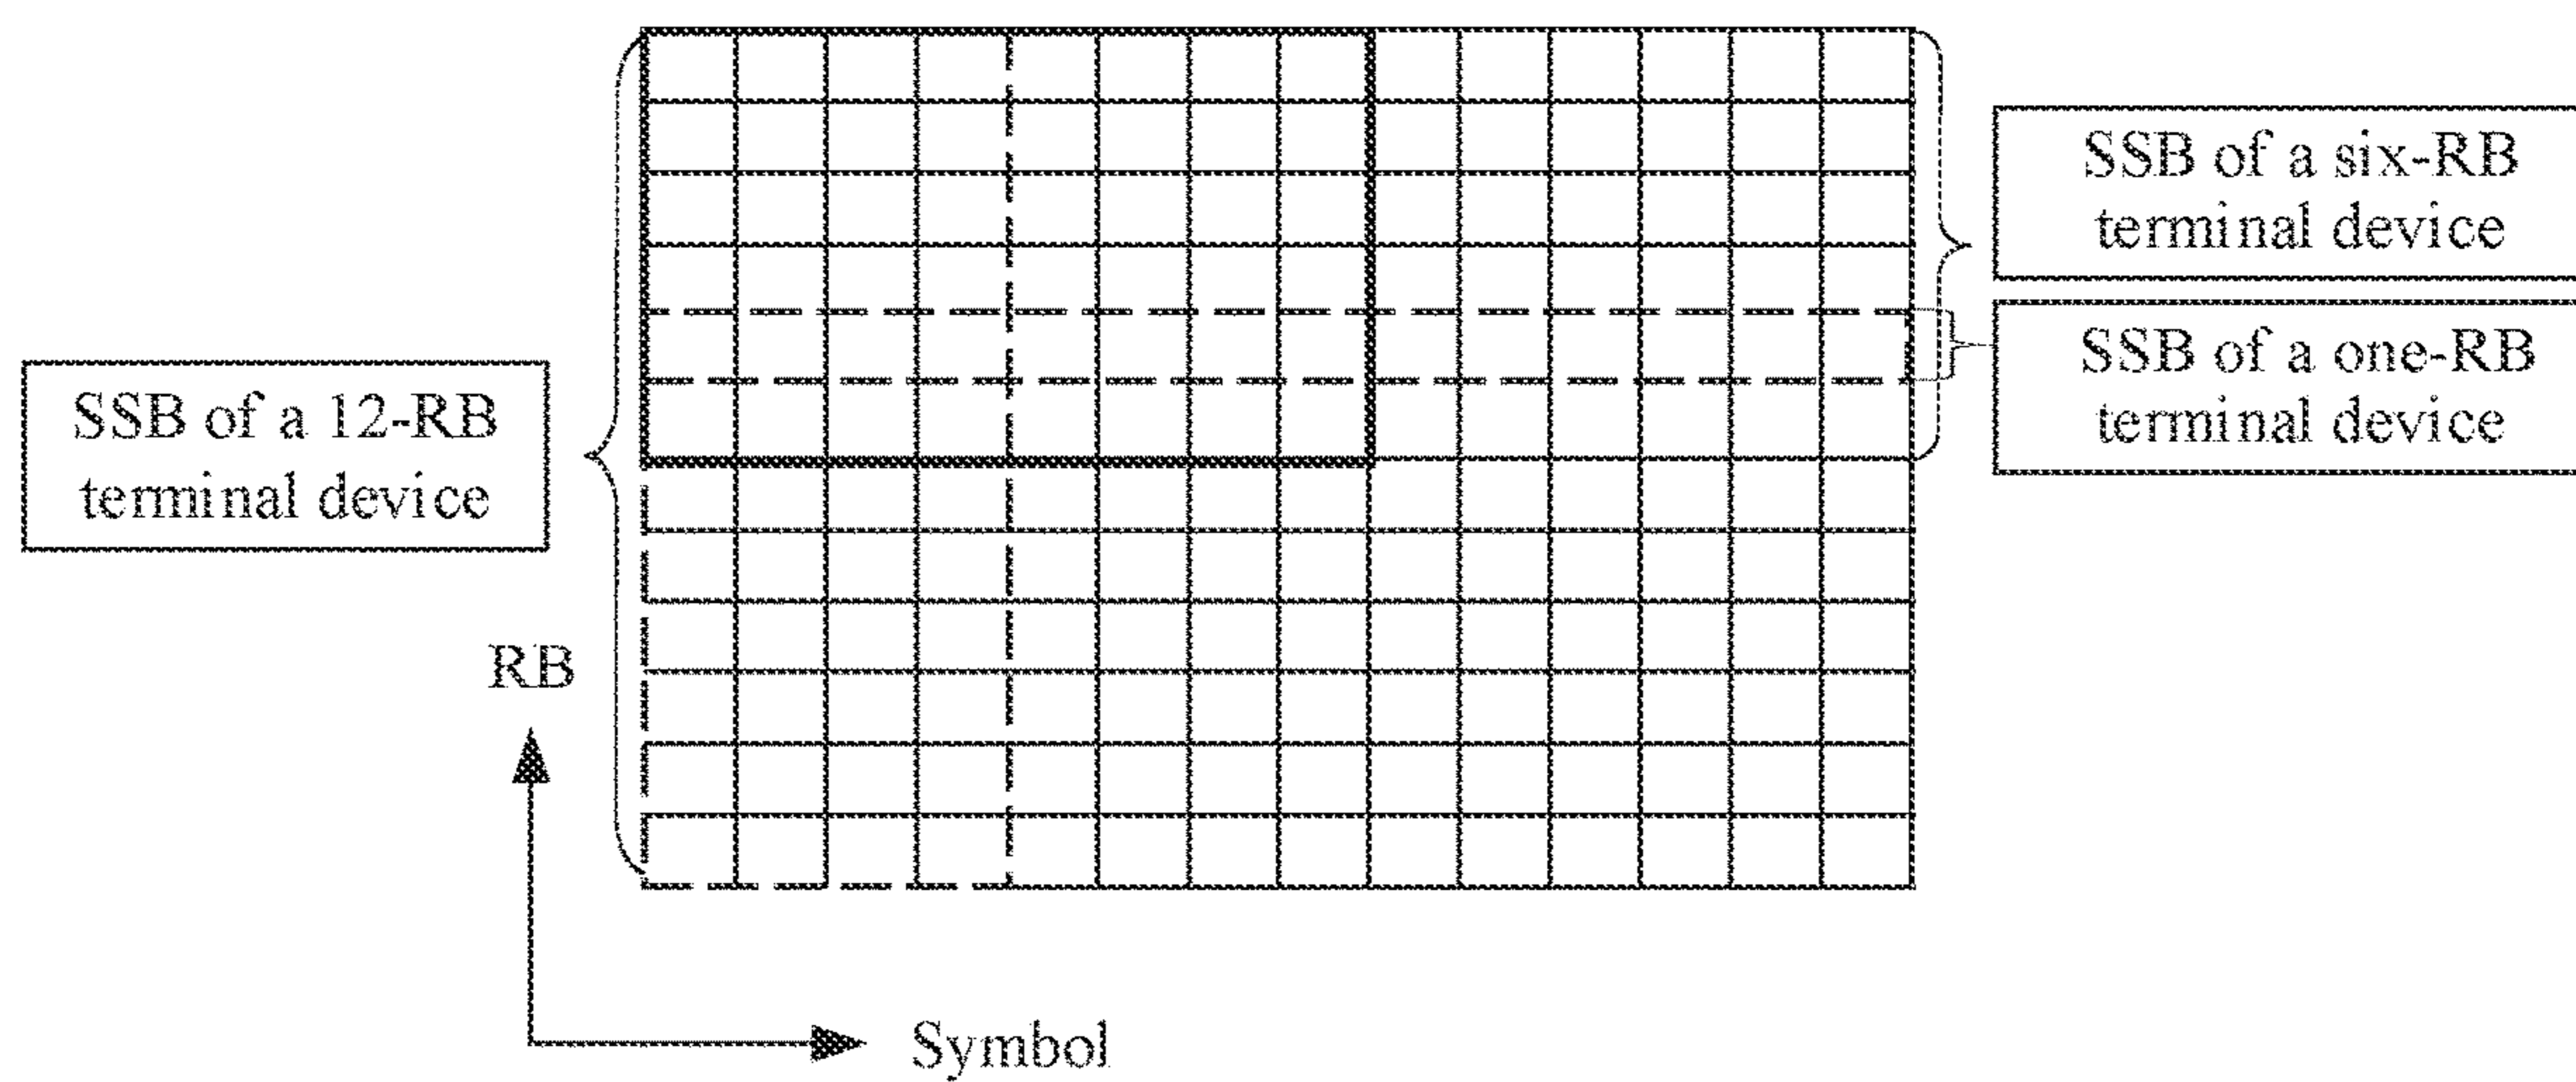 SSB of a six-RB
terminal device
SSB of a one-RB
terminal device
SSB of a 12-RB
terminal device
RB
Symbol